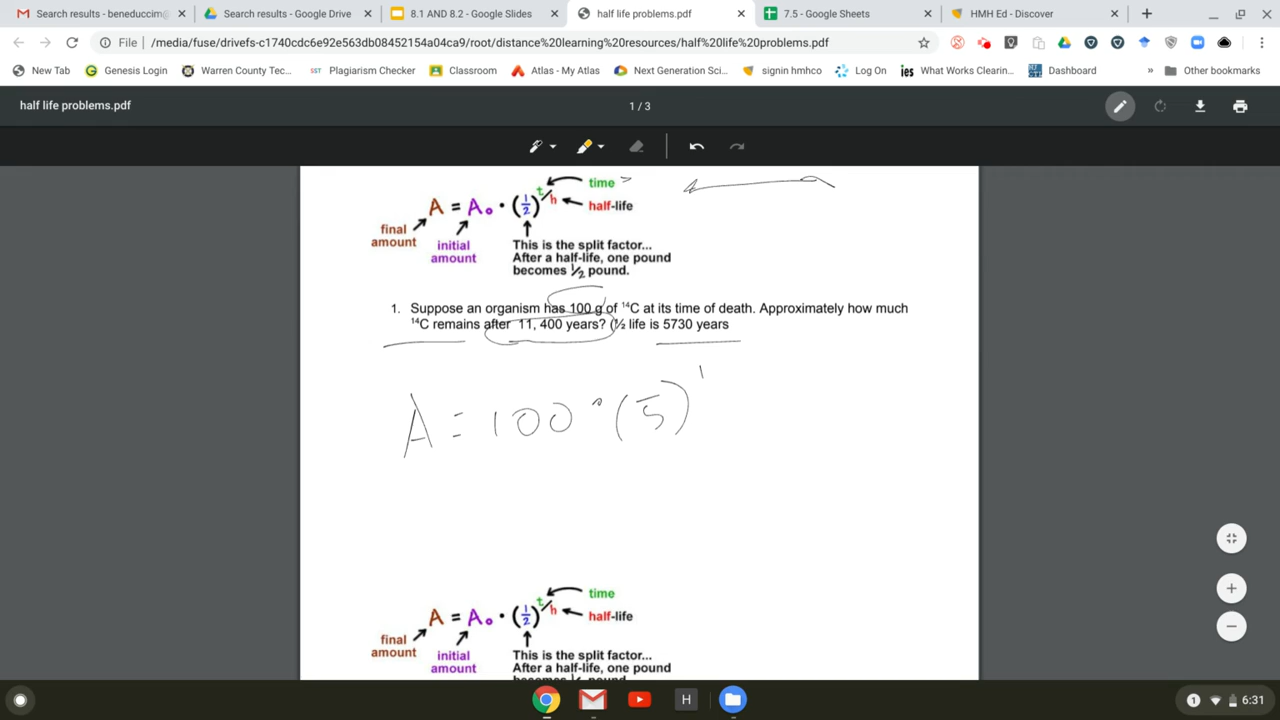 Search results - beneduccim@
Search results - Google Drive
8.1 AND 8.2 - Google Slides
half life problems.pdf
7.5 - Google Sheets
HMH Ed - Discover
File | /media/fuse/drivefs-c1740cdc6e92e563db08452154a04ca9/root/distance%20learning%20resources/half%20life%20problems.pdf
New Tab
Genesis Login
Warren County Tec...
SST Plagiarism Checker
Classroom
Atlas - My Atlas
Next Generation Sci...
signin hmhco
Log On
ies What Works Clearin...
Dashboard
» Other bookmarks
half life problems.pdf
1 / 3
time
A = A₀ • (1/2)^t/h
half-life
final amount
initial amount
This is the split factor...
After a half-life, one pound
becomes 1/2 pound.
1. Suppose an organism has 100 g of ¹⁴C at its time of death. Approximately how much
¹⁴C remains after 11, 400 years? (½ life is 5730 years
A = 100 • (5)^1
time
A = A₀ • (1/2)^t/h
half-life
final amount
initial amount
This is the split factor...
After a half-life, one pound
H
1
6:31